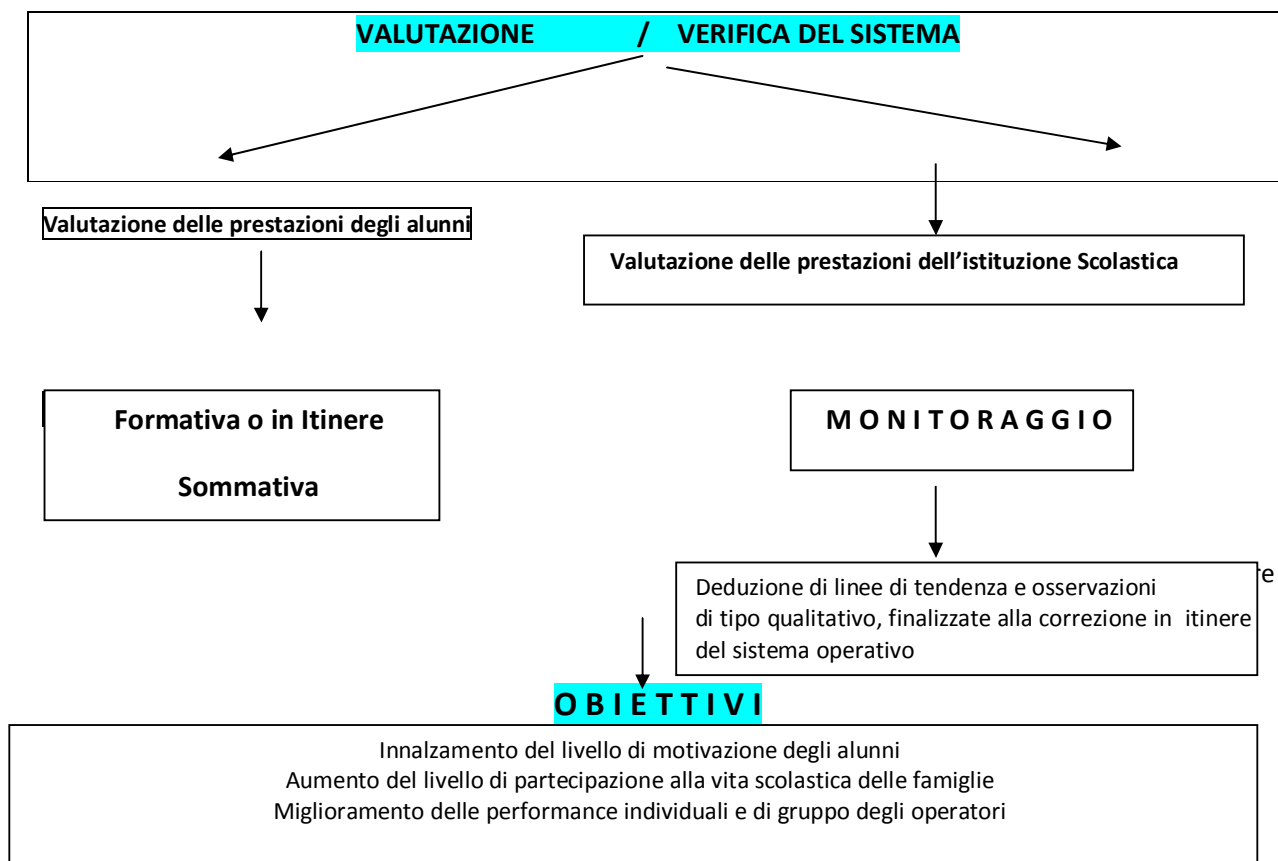 VALUTAZIONE / VERIFICA DEL SISTEMA
Valutazione delle prestazioni degli alunni
Valutazione delle prestazioni dell'istituzione Scolastica
Formativa o in Itinere
Sommativa
M O N I T O R A G G I O
re
Deduzione di linee di tendenza e osservazioni
di tipo qualitativo, finalizzate alla correzione in itinere
del sistema operativo
O B I E T T I V I
Innalzamento del livello di motivazione degli alunni
Aumento del livello di partecipazione alla vita scolastica delle famiglie
Miglioramento delle performance individuali e di gruppo degli operatori